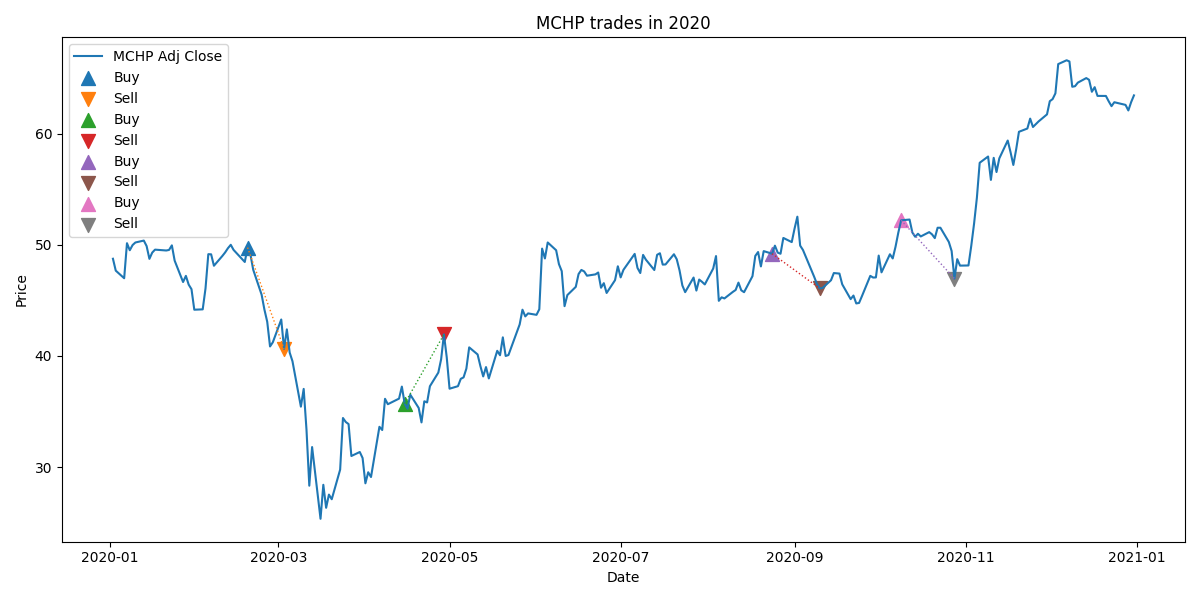 MCHP trades in 2020
MCHP Adj Close
Buy
Sell
Buy
Sell
Buy
Sell
Buy
Sell
Price
60
50
40
30
2020-01
2020-03
2020-05
2020-07
2020-09
2020-11
2021-01
Date